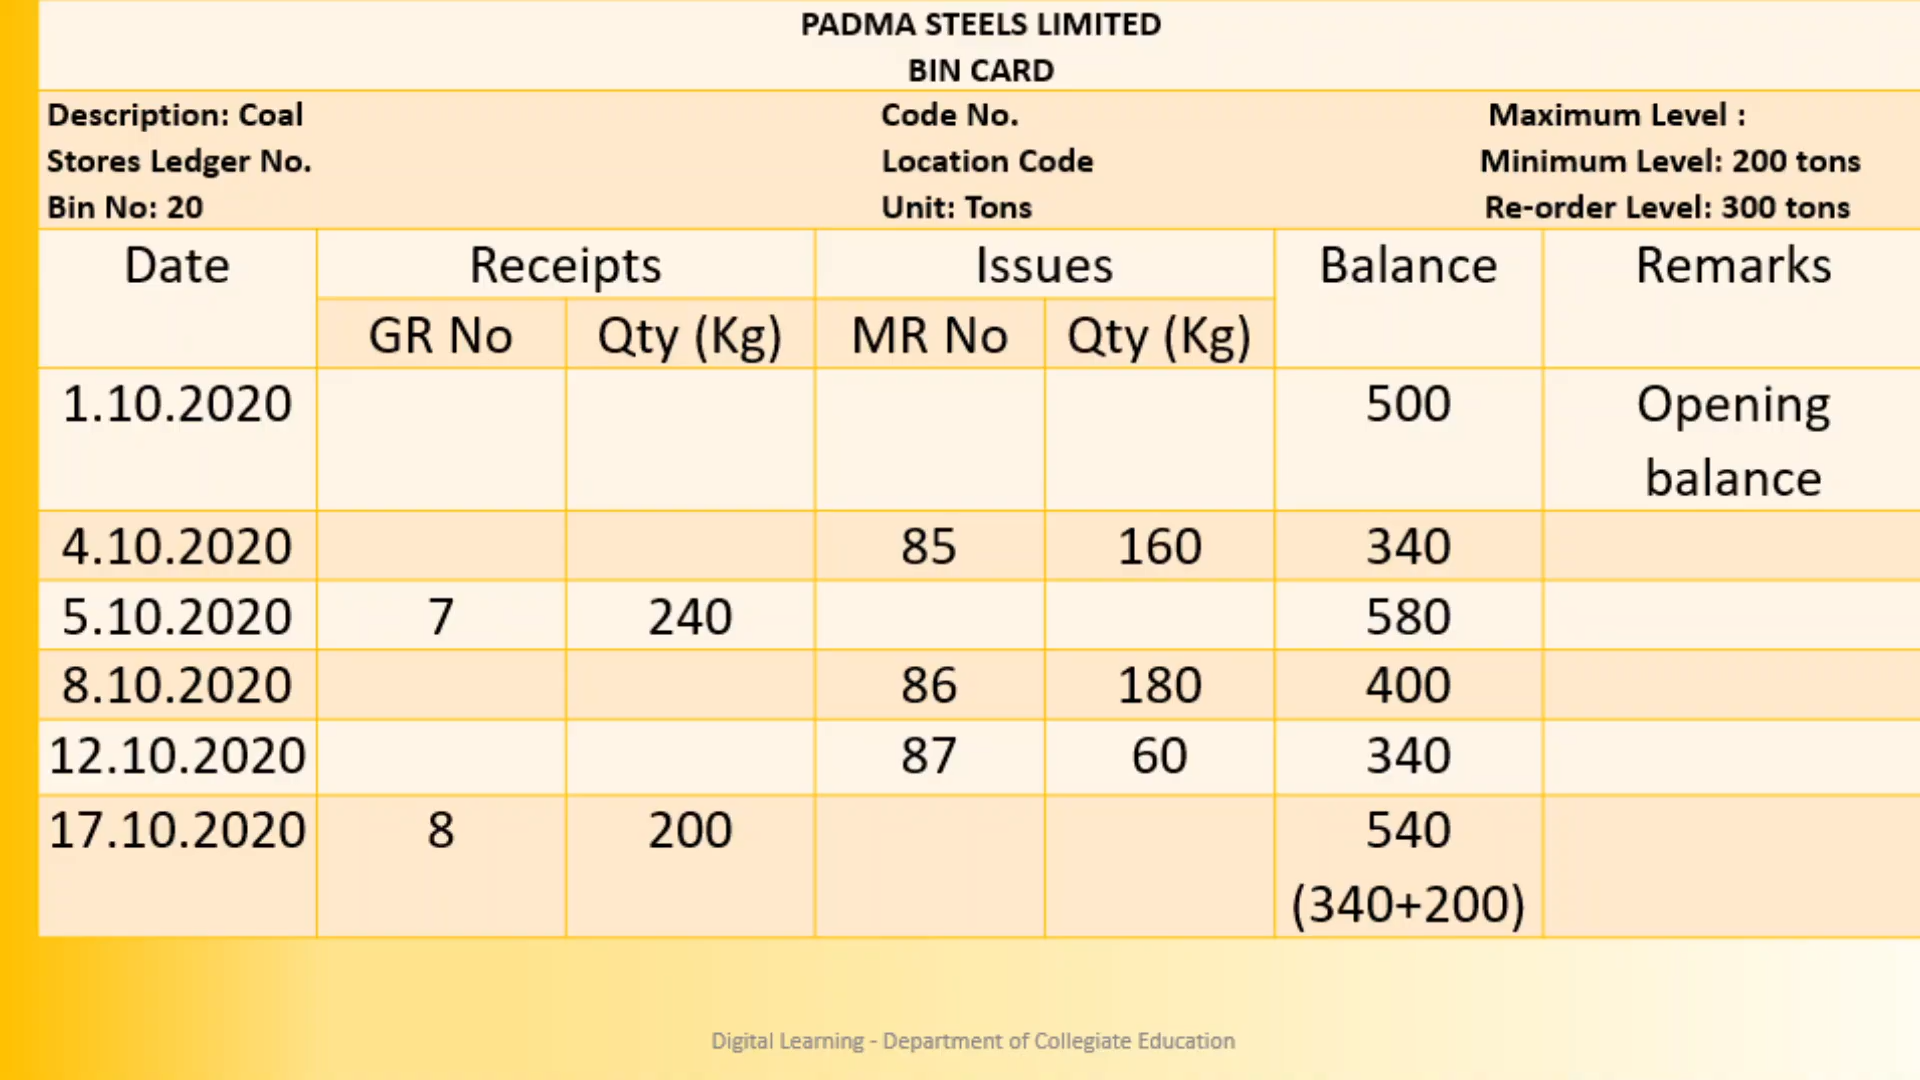 PADMA STEELS LIMITED
BIN CARD
Description: Coal Code No. Maximum Level :
Stores Ledger No. Location Code Minimum Level: 200 tons
Bin No: 20 Unit: Tons Re-order Level: 300 tons
Date Receipts Issues Balance Remarks
GR No Qty (Kg) MR No Qty (Kg)
1.10.2020 500 Opening
balance
4.10.2020 85 160 340
5.10.2020 7 240 580
8.10.2020 86 180 400
12.10.2020 87 60 340
17.10.2020 8 200 540
(340+200)
Digital Learning - Department of Collegiate Education